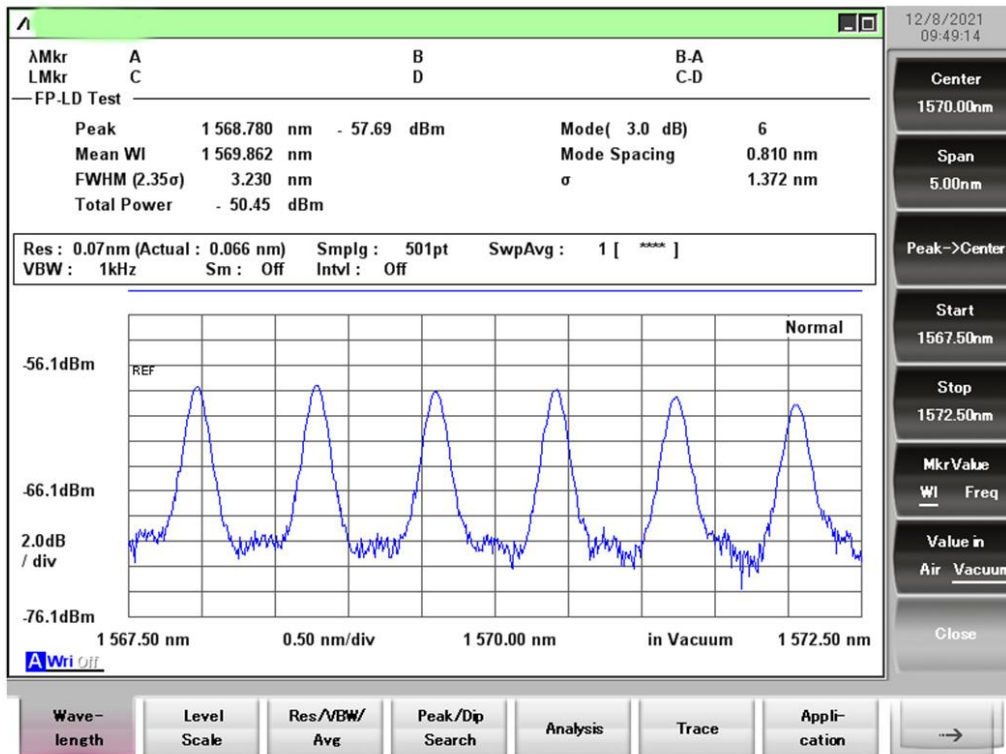 12/8/2021
09:49:14
λMkr A B B-A
LMkr C D C-D
FP-LD Test
Peak 1 568.780 nm - 57.69 dBm Mode( 3.0 dB) 6
Mean Wl 1 569.862 nm Mode Spacing 0.810 nm
FWHM (2.35σ) 3.230 nm σ 1.372 nm
Total Power - 50.45 dBm
Res : 0.07nm (Actual : 0.066 nm) Smplg : 501pt SwpAvg : 1 [ **** ]
VBW : 1kHz Sm : Off Intvl : Off
Normal
-56.1dBm
REF
-66.1dBm
2.0dB
/ div
-76.1dBm
1 567.50 nm 0.50 nm/div 1 570.00 nm in Vacuum 1 572.50 nm
A Wri Off
Center
1570.00nm
Span
5.00nm
Peak->Center
Start
1567.50nm
Stop
1572.50nm
Mkr Value
Wl Freq
Value in
Air Vacuum
Close
Wave-
length
Level
Scale
Res/VBW/
Avg
Peak/Dip
Search
Analysis
Trace
Appli-
cation